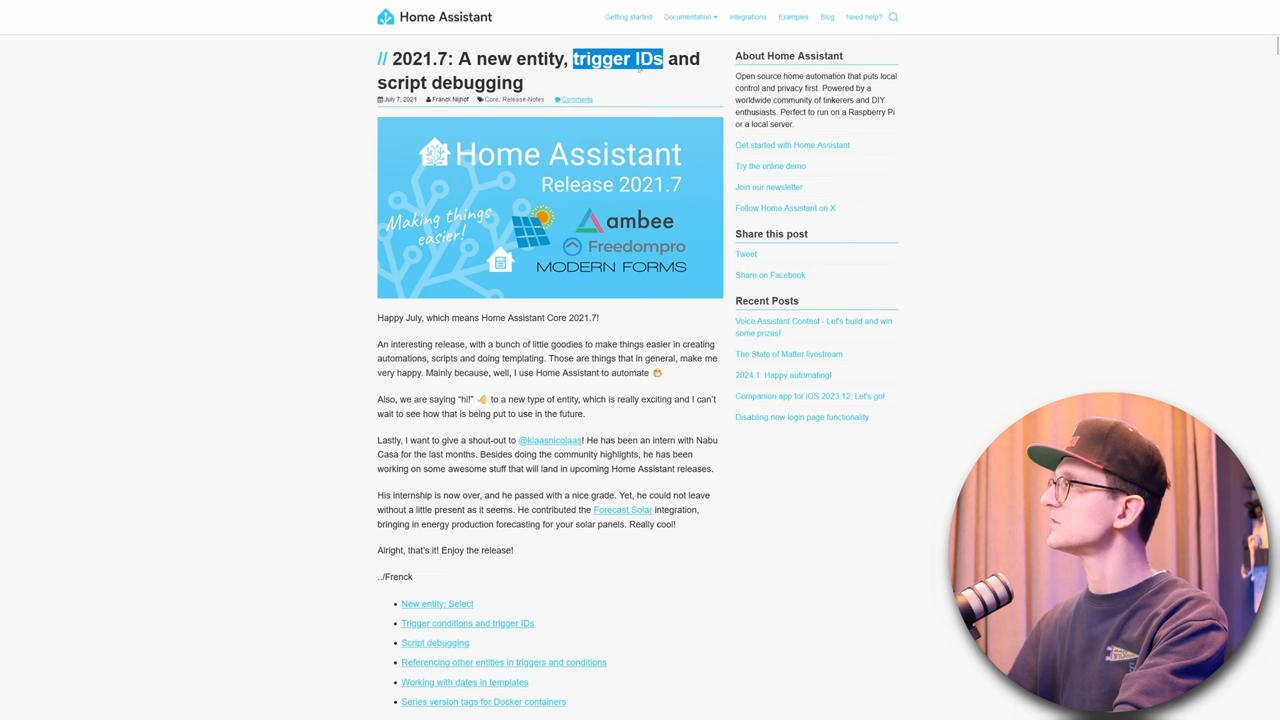 Home Assistant
Getting started
Documentation
Integrations
Examples
Blog
Need help?
// 2021.7: A new entity, trigger IDs and
script debugging
July 7, 2021
Franck Nijhof
Core, Release-Notes
Comments
Home Assistant
Release 2021.7
Making things
easier!
ambee
Freedompro
MODERN FORMS
Happy July, which means Home Assistant Core 2021.7!
An interesting release, with a bunch of little goodies to make things easier in creating
automations, scripts and doing templating. Those are things that in general, make me
very happy. Mainly because, well, I use Home Assistant to automate 😁
Also, we are saying “hi!” 👋 to a new type of entity, which is really exciting and I can’t
wait to see how that is being put to use in the future.
Lastly, I want to give a shout-out to @klaasnicolaas! He has been an intern with Nabu
Casa for the last months. Besides doing the community highlights, he has been
working on some awesome stuff that will land in upcoming Home Assistant releases.
His internship is now over, and he passed with a nice grade. Yet, he could not leave
without a little present as it seems. He contributed the Forecast.Solar integration,
bringing in energy production forecasting for your solar panels. Really cool!
Alright, that’s it! Enjoy the release!
../Frenck
• New entity: Select
• Trigger conditions and trigger IDs
• Script debugging
• Referencing other entities in triggers and conditions
• Working with dates in templates
• Series version tags for Docker containers
About Home Assistant
Open source home automation that puts local
control and privacy first. Powered by a
worldwide community of tinkerers and DIY
enthusiasts. Perfect to run on a Raspberry Pi
or a local server.
Get started with Home Assistant
Try the online demo
Join our newsletter
Follow Home Assistant on X
Share this post
Tweet
Share on Facebook
Recent Posts
Voice Assistant Contest - Let's build and win
some prizes!
The State of Matter livestream
2024.1: Happy automating!
Companion app for iOS 2023.12: Let's go!
Disabling new login page functionality